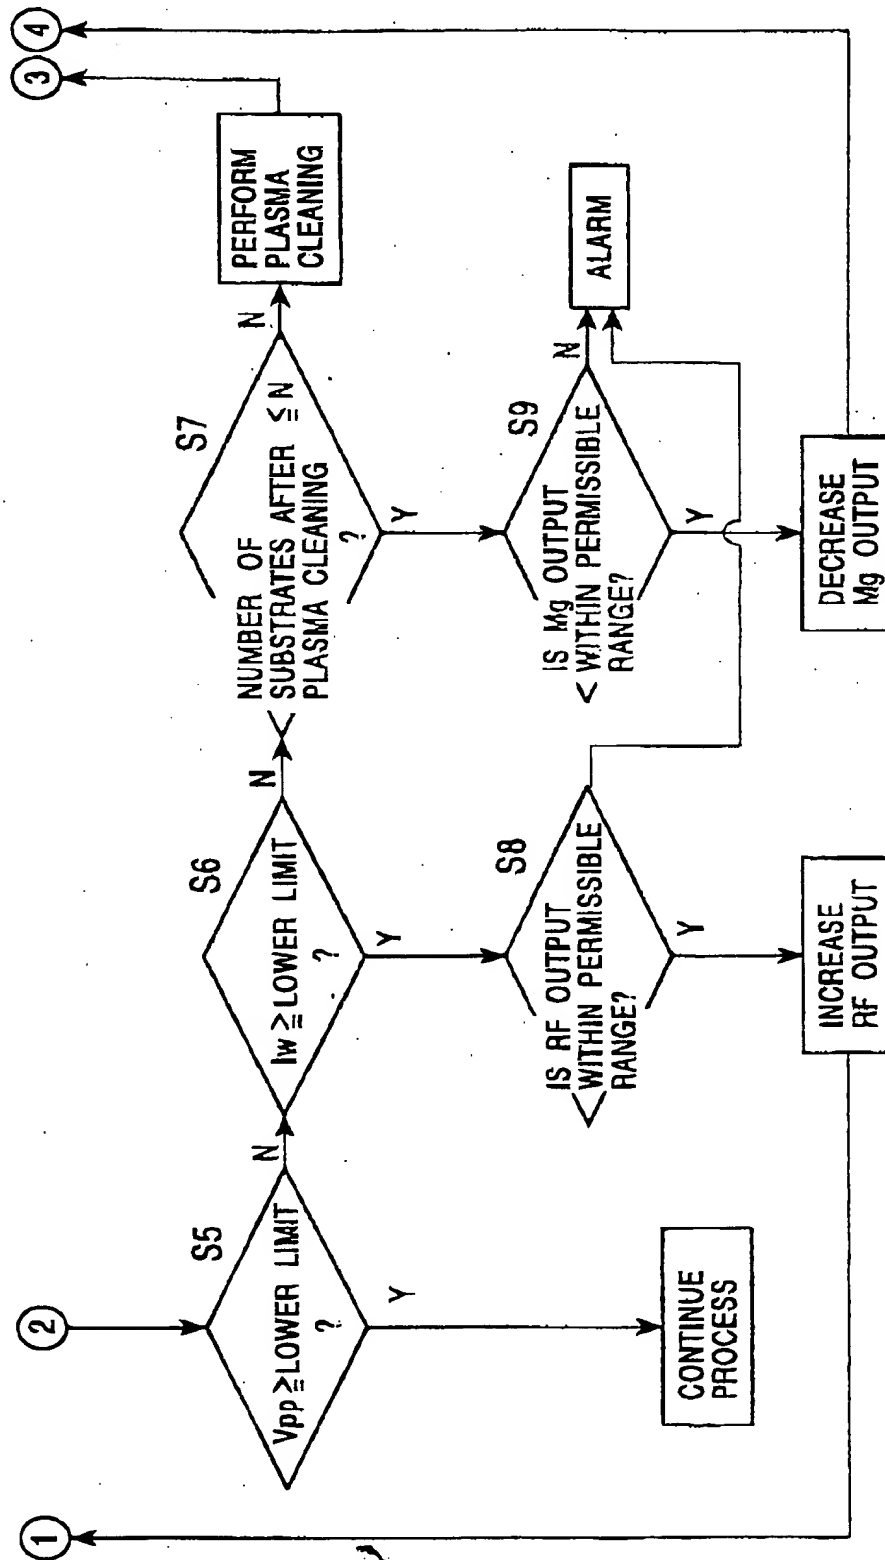 1
2
3
4
S5
Vpp≧LOWER LIMIT
?
N
Y
CONTINUE
PROCESS
S6
Iw≧LOWER LIMIT
?
N
Y
S7
NUMBER OF
SUBSTRATES AFTER ≦N
PLASMA CLEANING
?
N
Y
PERFORM
PLASMA
CLEANING
S8
IS RF OUTPUT
WITHIN PERMISSIBLE
RANGE?
Y
INCREASE
RF OUTPUT
S9
IS Mg OUTPUT
WITHIN PERMISSIBLE
RANGE?
N
Y
ALARM
DECREASE
Mg OUTPUT